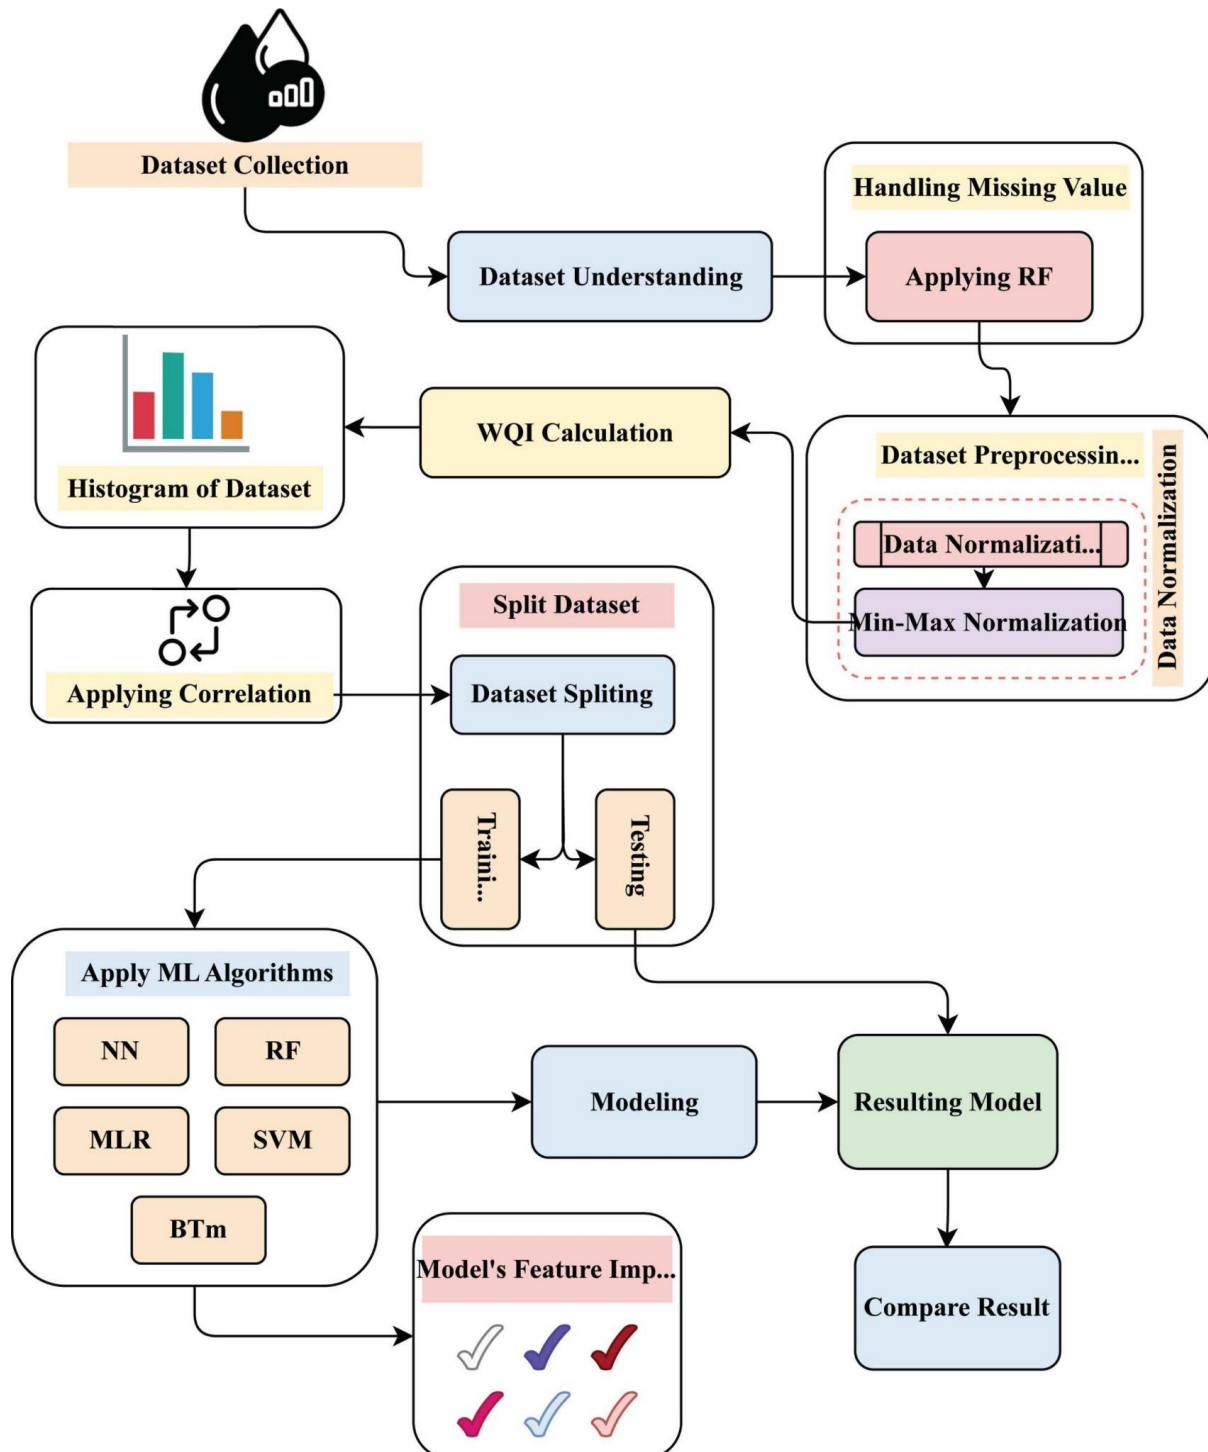 Dataset Collection
Handling Missing Value
Dataset Understanding
Applying RF
WQI Calculation
Histogram of Dataset
Dataset Preprocessin...
Data Normalizati...
Min-Max Normalization
Data Normalization
Applying Correlation
Split Dataset
Dataset Spliting
Traini...
Testing
Apply ML Algorithms
NN
RF
MLR
SVM
BTm
Modeling
Resulting Model
Model's Feature Imp...
Compare Result